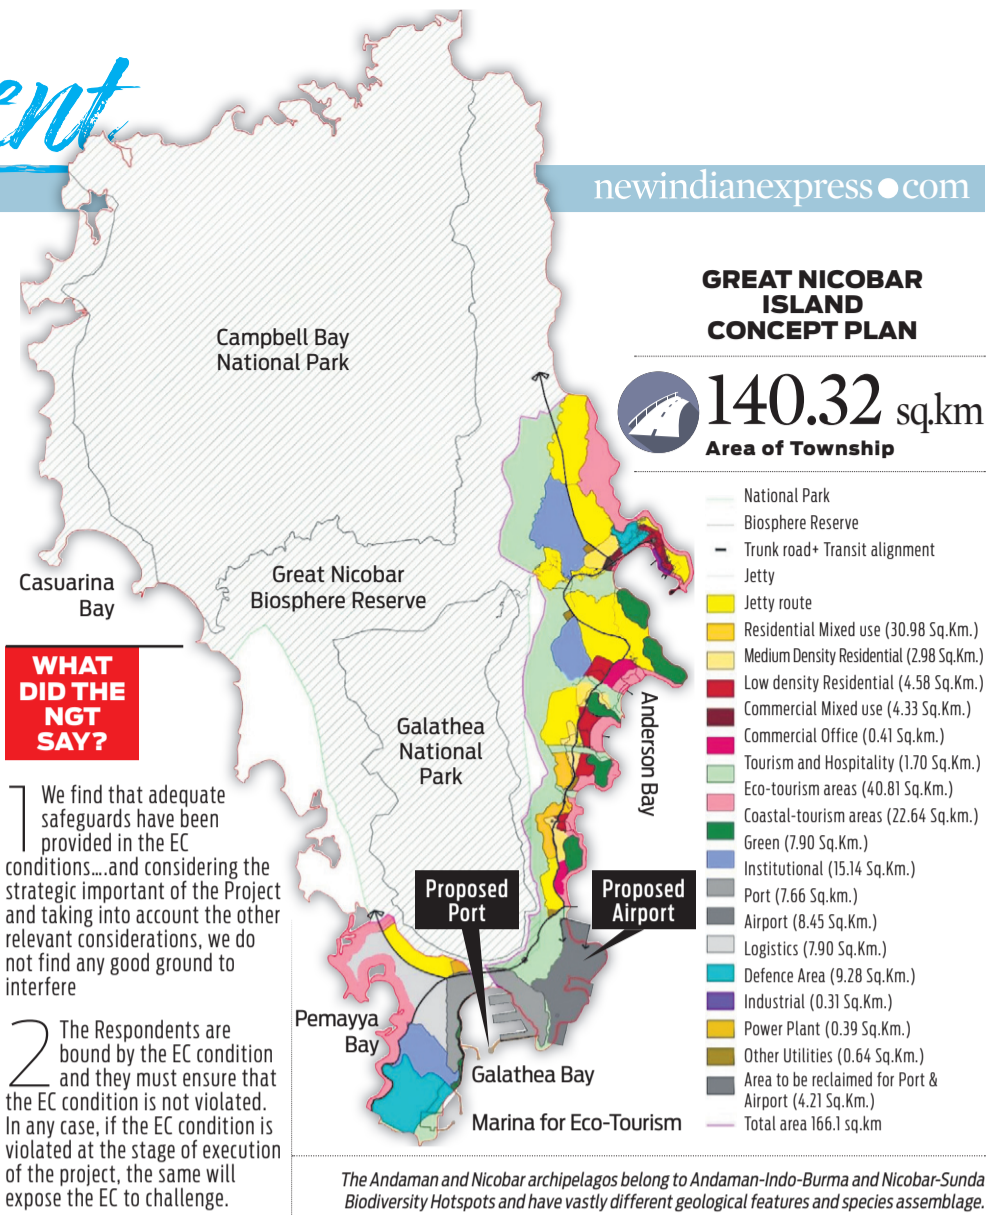 ent
newindianexpress●com
GREAT NICOBAR
ISLAND
CONCEPT PLAN
140.32 sq.km
Area of Township
National Park
Biosphere Reserve
Trunk road+ Transit alignment
Jetty
Jetty route
Residential Mixed use (30.98 Sq.Km.)
Medium Density Residential (2.98 Sq.Km.)
Low density Residential (4.58 Sq.Km.)
Commercial Mixed use (4.33 Sq.Km.)
Commercial Office (0.41 Sq.km.)
Tourism and Hospitality (1.70 Sq.Km.)
Eco-tourism areas (40.81 Sq.Km.)
Coastal-tourism areas (22.64 Sq.km.)
Green (7.90 Sq.Km.)
Institutional (15.14 Sq.Km.)
Port (7.66 Sq.km.)
Airport (8.45 Sq.Km.)
Logistics (7.90 Sq.Km.)
Defence Area (9.28 Sq.Km.)
Industrial (0.31 Sq.Km.)
Power Plant (0.39 Sq.Km.)
Other Utilities (0.64 Sq.Km.)
Area to be reclaimed for Port &
Airport (4.21 Sq.Km.)
Total area 166.1 sq.km
Campbell Bay
National Park
Casuarina
Bay
Great Nicobar
Biosphere Reserve
Galathea
National
Park
Anderson Bay
Proposed
Port
Proposed
Airport
Pemayya
Bay
Galathea Bay
Marina for Eco-Tourism
WHAT
DID THE
NGT
SAY?
1 We find that adequate
safeguards have been
provided in the EC
conditions....and considering the
strategic important of the Project
and taking into account the other
relevant considerations, we do
not find any good ground to
interfere
2 The Respondents are
bound by the EC condition
and they must ensure that
the EC condition is not violated.
In any case, if the EC condition is
violated at the stage of execution
of the project, the same will
expose the EC to challenge.
The Andaman and Nicobar archipelagos belong to Andaman-Indo-Burma and Nicobar-Sunda
Biodiversity Hotspots and have vastly different geological features and species assemblage.